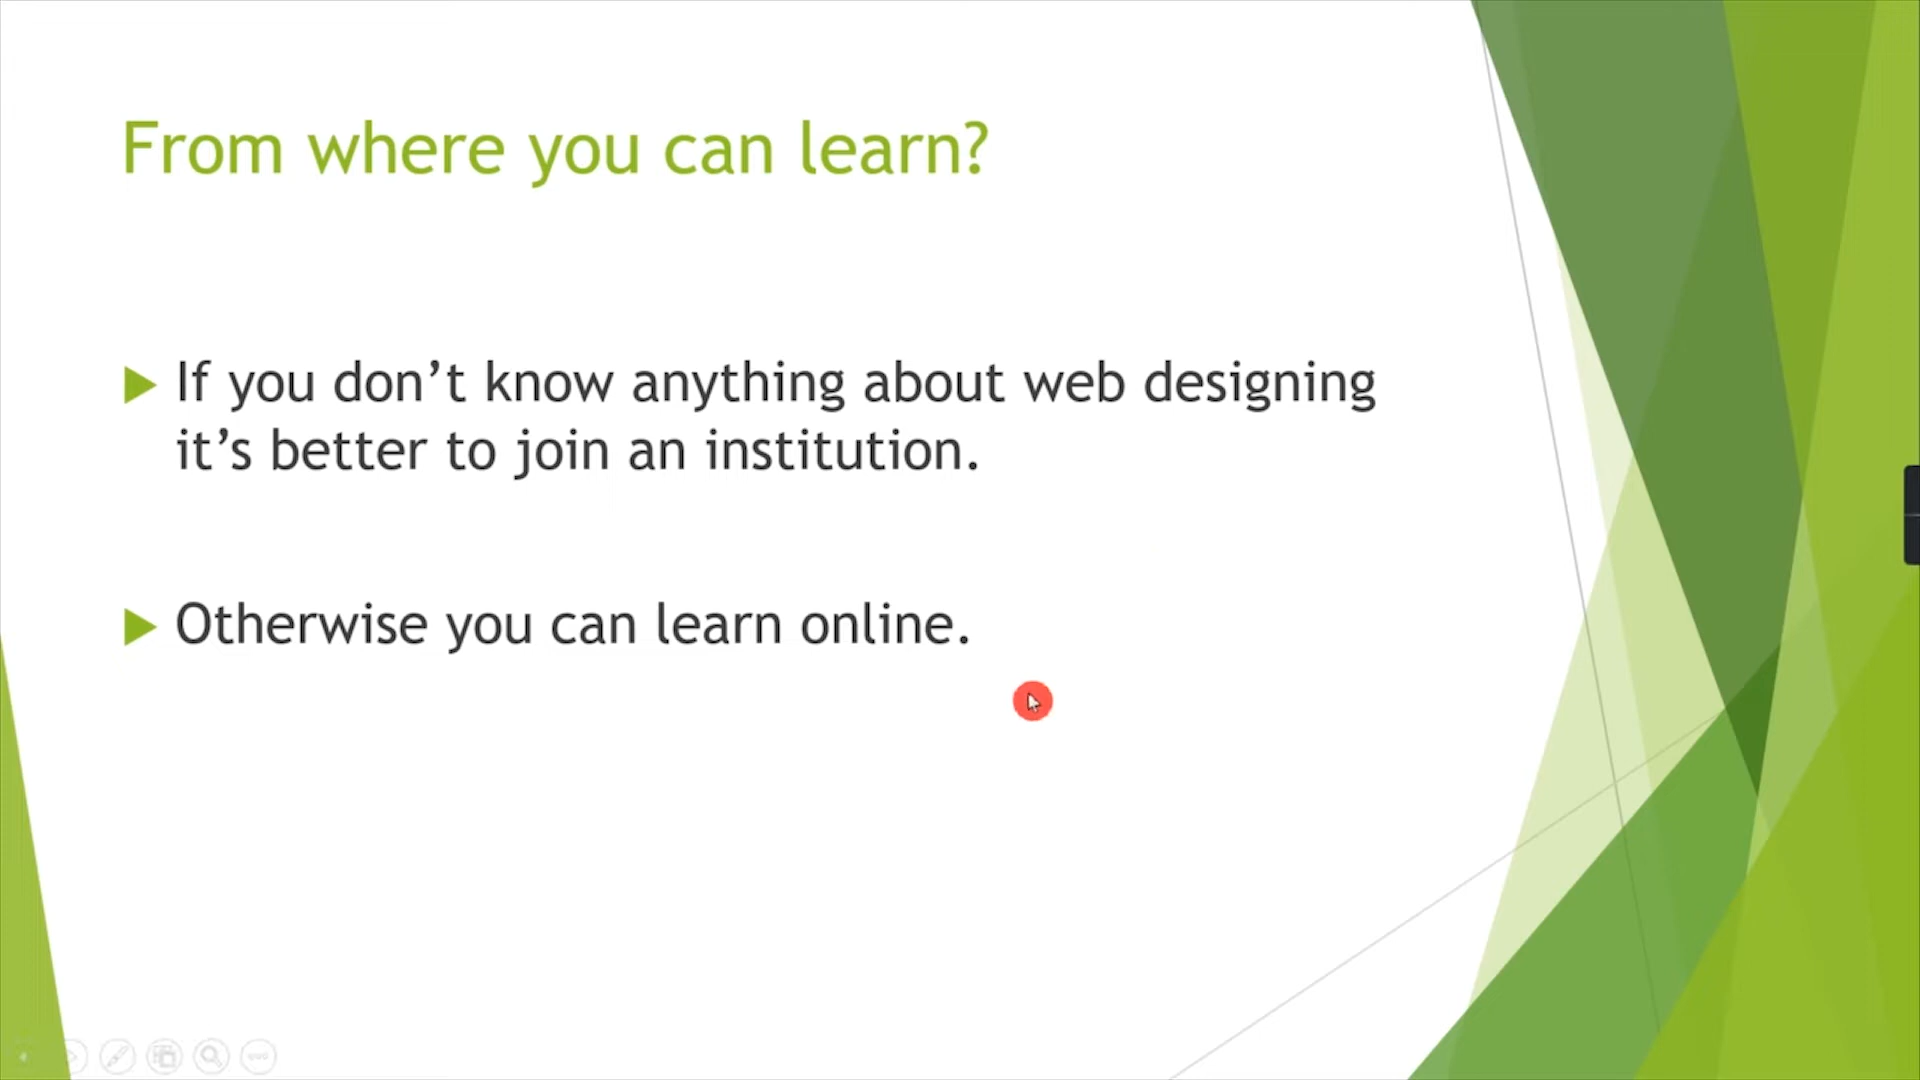 From where you can learn?
If you don’t know anything about web designing
it’s better to join an institution.
Otherwise you can learn online.